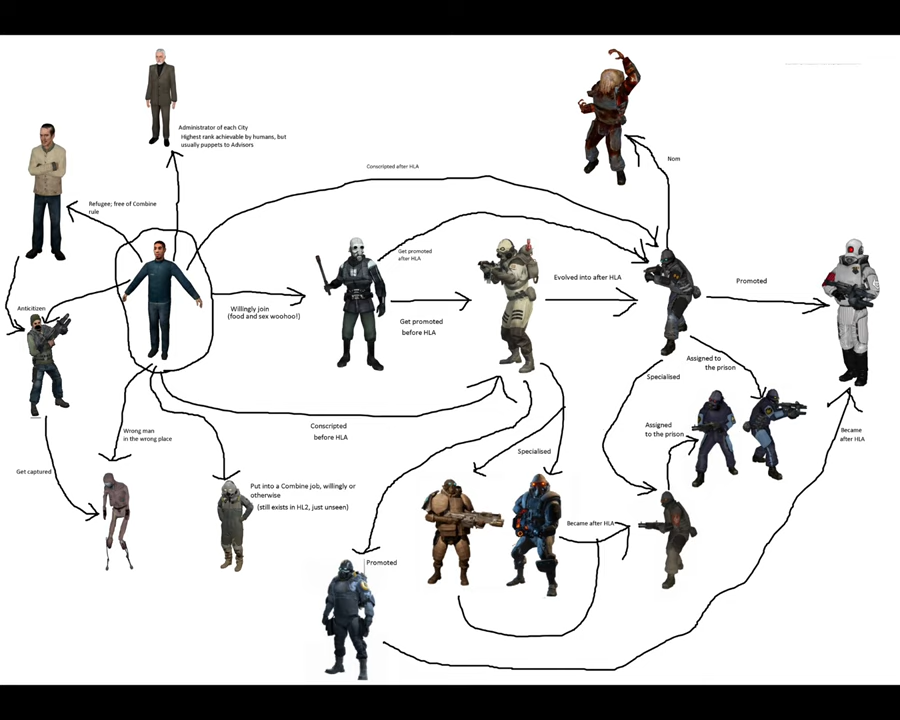 Administrator of each City
Highest rank achievable by humans, but
usually puppets to Advisors
Conscripted after HLA
Nom
Refugee; free of Combine
rule
Get promoted
after HLA
Evolved into after HLA
Promoted
Anticitizen
Willingly join
(food and sex woohoo!)
Get promoted
before HLA
Assigned to
the prison
Specialised
Conscripted
before HLA
Wrong man
in the wrong place
Assigned
to the prison
Became
after HLA
Specialised
Get captured
Put into a Combine job, willingly or
otherwise
(still exists in HL2, just unseen)
Became after HLA
Promoted